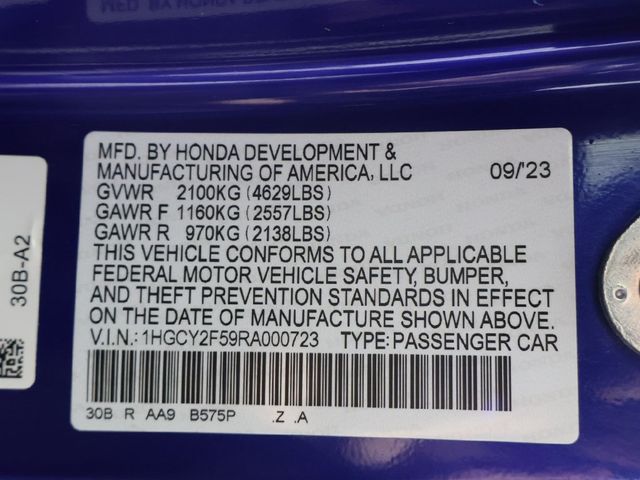 MFD. BY HONDA DEVELOPMENT &
MANUFACTURING OF AMERICA, LLC 09/'23
GVWR 2100KG (4629LBS)
GAWR F 1160KG (2557LBS)
GAWR R 970KG (2138LBS)
THIS VEHICLE CONFORMS TO ALL APPLICABLE
FEDERAL MOTOR VEHICLE SAFETY, BUMPER,
AND THEFT PREVENTION STANDARDS IN EFFECT
ON THE DATE OF MANUFACTURE SHOWN ABOVE.
V.I.N.: 1HGCY2F59RA000723 TYPE: PASSENGER CAR
30B R AA9 B575P .Z .A
30B-A2